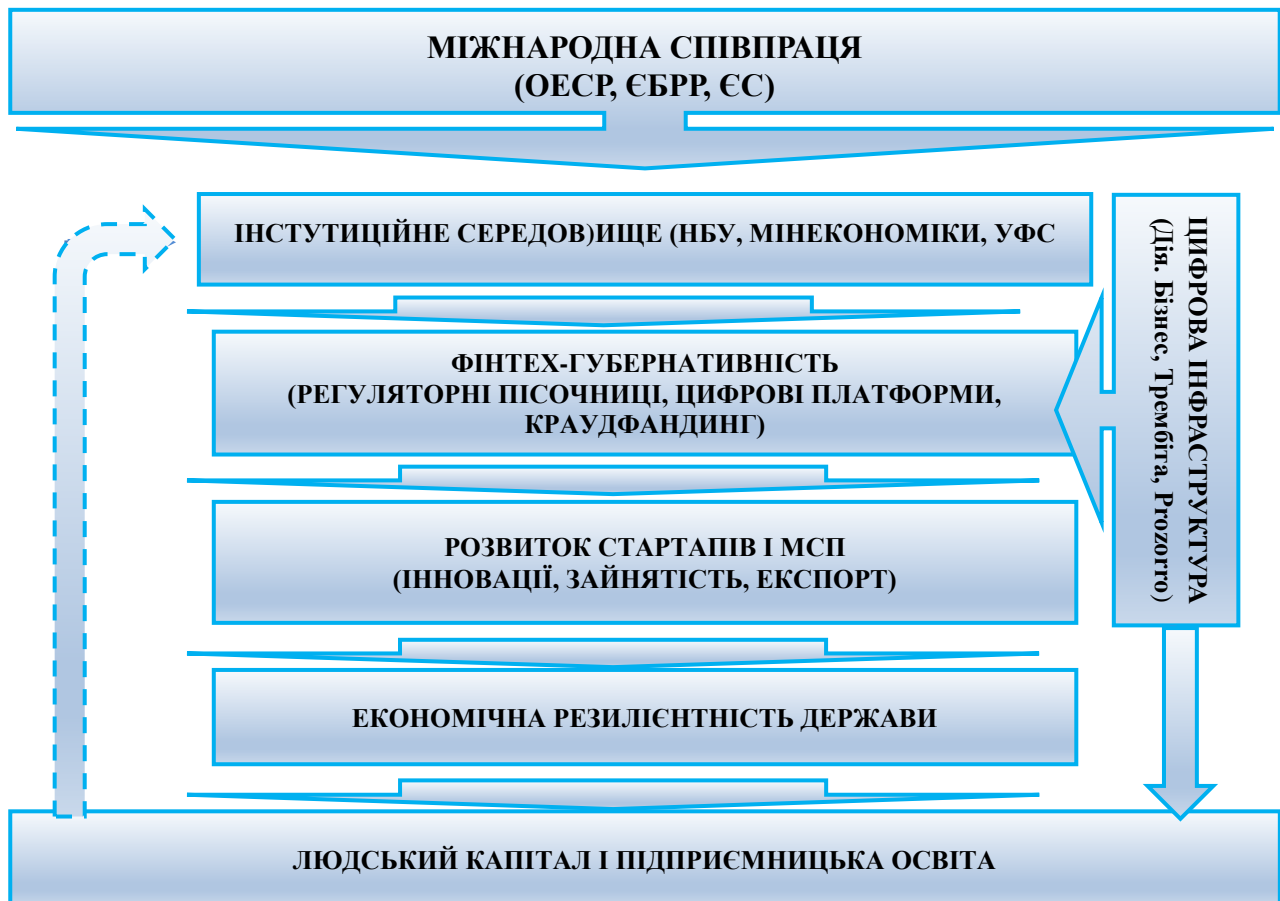 МІЖНАРОДНА СПІВПРАЦЯ
(ОЕСР, ЄБРР, ЄС)
ІНСТУТИЦІЙНЕ СЕРЕДОВ)ИЩЕ (НБУ, МІНЕКОНОМІКИ, УФС
ЦИФРОВА ІНФРАСТРУКТУРА
(Дія. Бізнес, Трембіта, Prozorro)
ФІНТЕХ-ГУБЕРНАТИВНІСТЬ
(РЕГУЛЯТОРНІ ПІСОЧНИЦІ, ЦИФРОВІ ПЛАТФОРМИ,
КРАУДФАНДИНГ)
РОЗВИТОК СТАРТАПІВ І МСП
(ІННОВАЦІЇ, ЗАЙНЯТІСТЬ, ЕКСПОРТ)
ЕКОНОМІЧНА РЕЗИЛІЄНТНІСТЬ ДЕРЖАВИ
ЛЮДСЬКИЙ КАПІТАЛ І ПІДПРИЄМНИЦЬКА ОСВІТА